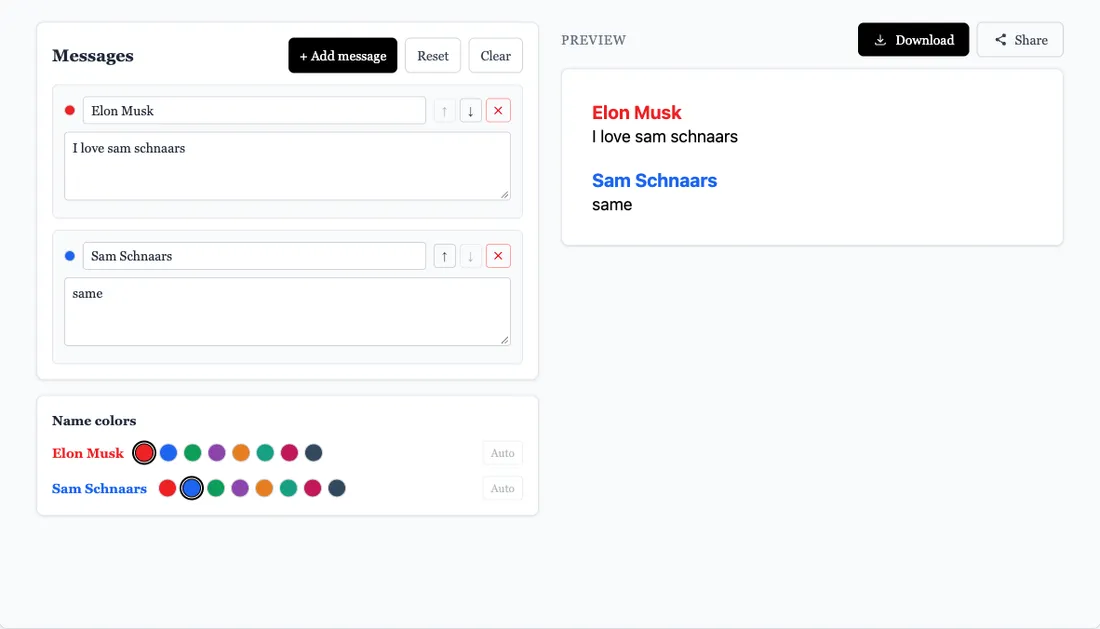 Messages
+ Add message
Reset
Clear
Elon Musk
↑
↓
×
I love sam schnaars
Sam Schnaars
↑
↓
×
same
Name colors
Elon Musk
Auto
Sam Schnaars
Auto
PREVIEW
Download
Share
Elon Musk
I love sam schnaars
Sam Schnaars
same